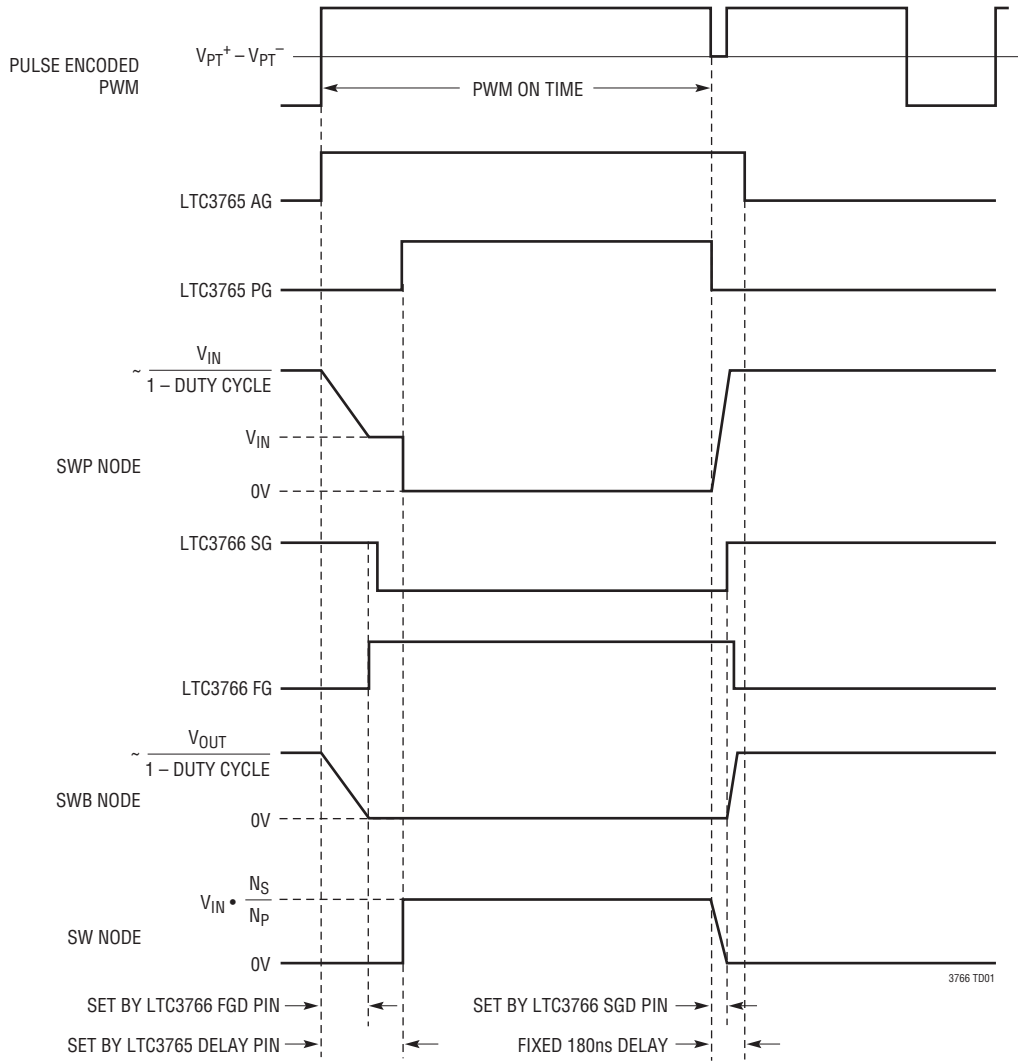 V_PT⁺ – V_PT⁻
PULSE ENCODED
PWM
PWM ON TIME
LTC3765 AG
LTC3765 PG
~ V_IN
1 – DUTY CYCLE
V_IN
SWP NODE
0V
LTC3766 SG
LTC3766 FG
~ V_OUT
1 – DUTY CYCLE
SWB NODE
0V
V_IN • N_S
N_P
SW NODE
0V
3766 TD01
SET BY LTC3766 FGD PIN
SET BY LTC3766 SGD PIN
SET BY LTC3765 DELAY PIN
FIXED 180ns DELAY